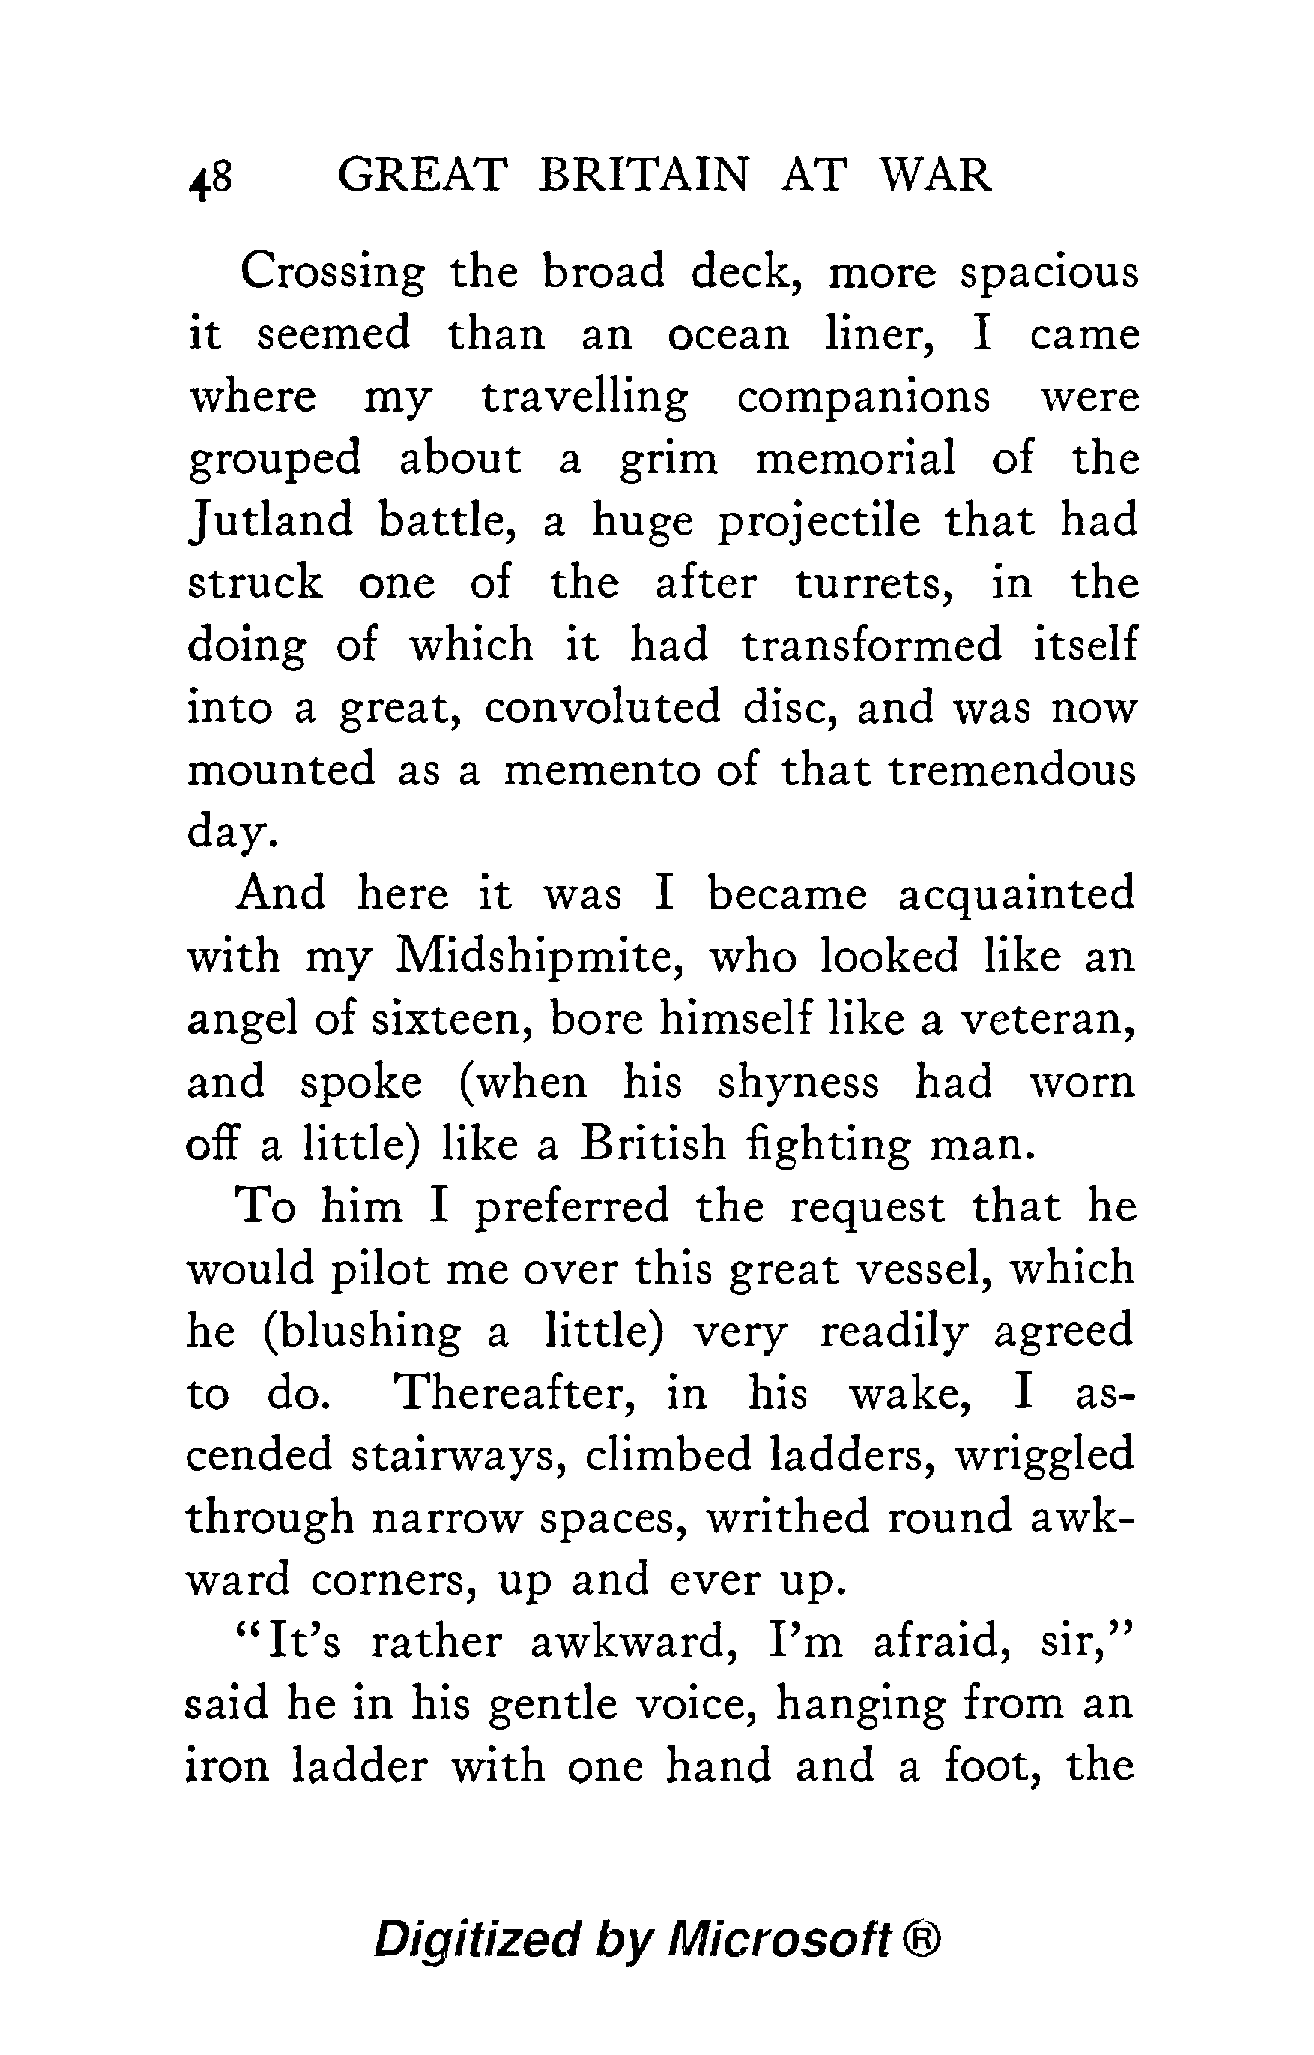 48 GREAT BRITAIN AT WAR
Crossing the broad deck, more spacious
it seemed than an ocean liner, I came
where my travelling companions were
grouped about a grim memorial of the
Jutland battle, a huge projectile that had
struck one of the after turrets, in the
doing of which it had transformed itself
into a great, convoluted disc, and was now
mounted as a memento of that tremendous
day.
And here it was I became acquainted
with my Midshipmite, who looked like an
angel of sixteen, bore himself like a veteran,
and spoke (when his shyness had worn
off a little) like a British fighting man.
To him I preferred the request that he
would pilot me over this great vessel, which
he (blushing a little) very readily agreed
to do. Thereafter, in his wake, I as-
cended stairways, climbed ladders, wriggled
through narrow spaces, writhed round awk-
ward corners, up and ever up.
“It’s rather awkward, I’m afraid, sir,”
said he in his gentle voice, hanging from an
iron ladder with one hand and a foot, the
Digitized by Microsoft ®